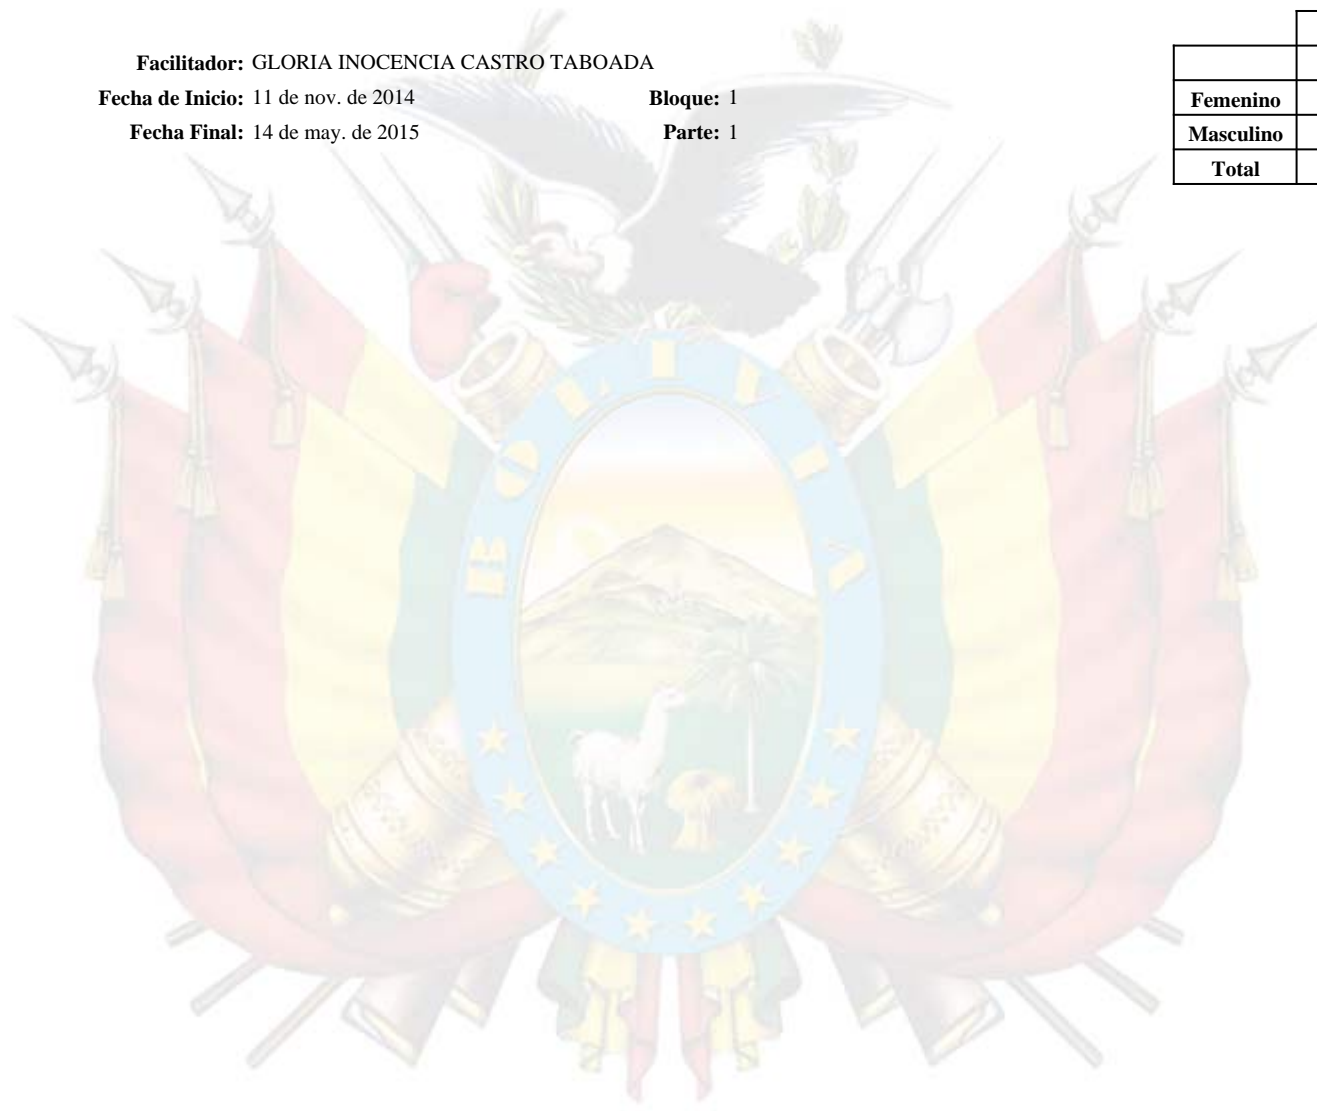 Facilitador: GLORIA INOCENCIA CASTRO TABOADA
Fecha de Inicio: 11 de nov. de 2014 Bloque: 1
Fecha Final: 14 de may. de 2015 Parte: 1
Femenino
Masculino
Total
BOLIVIA